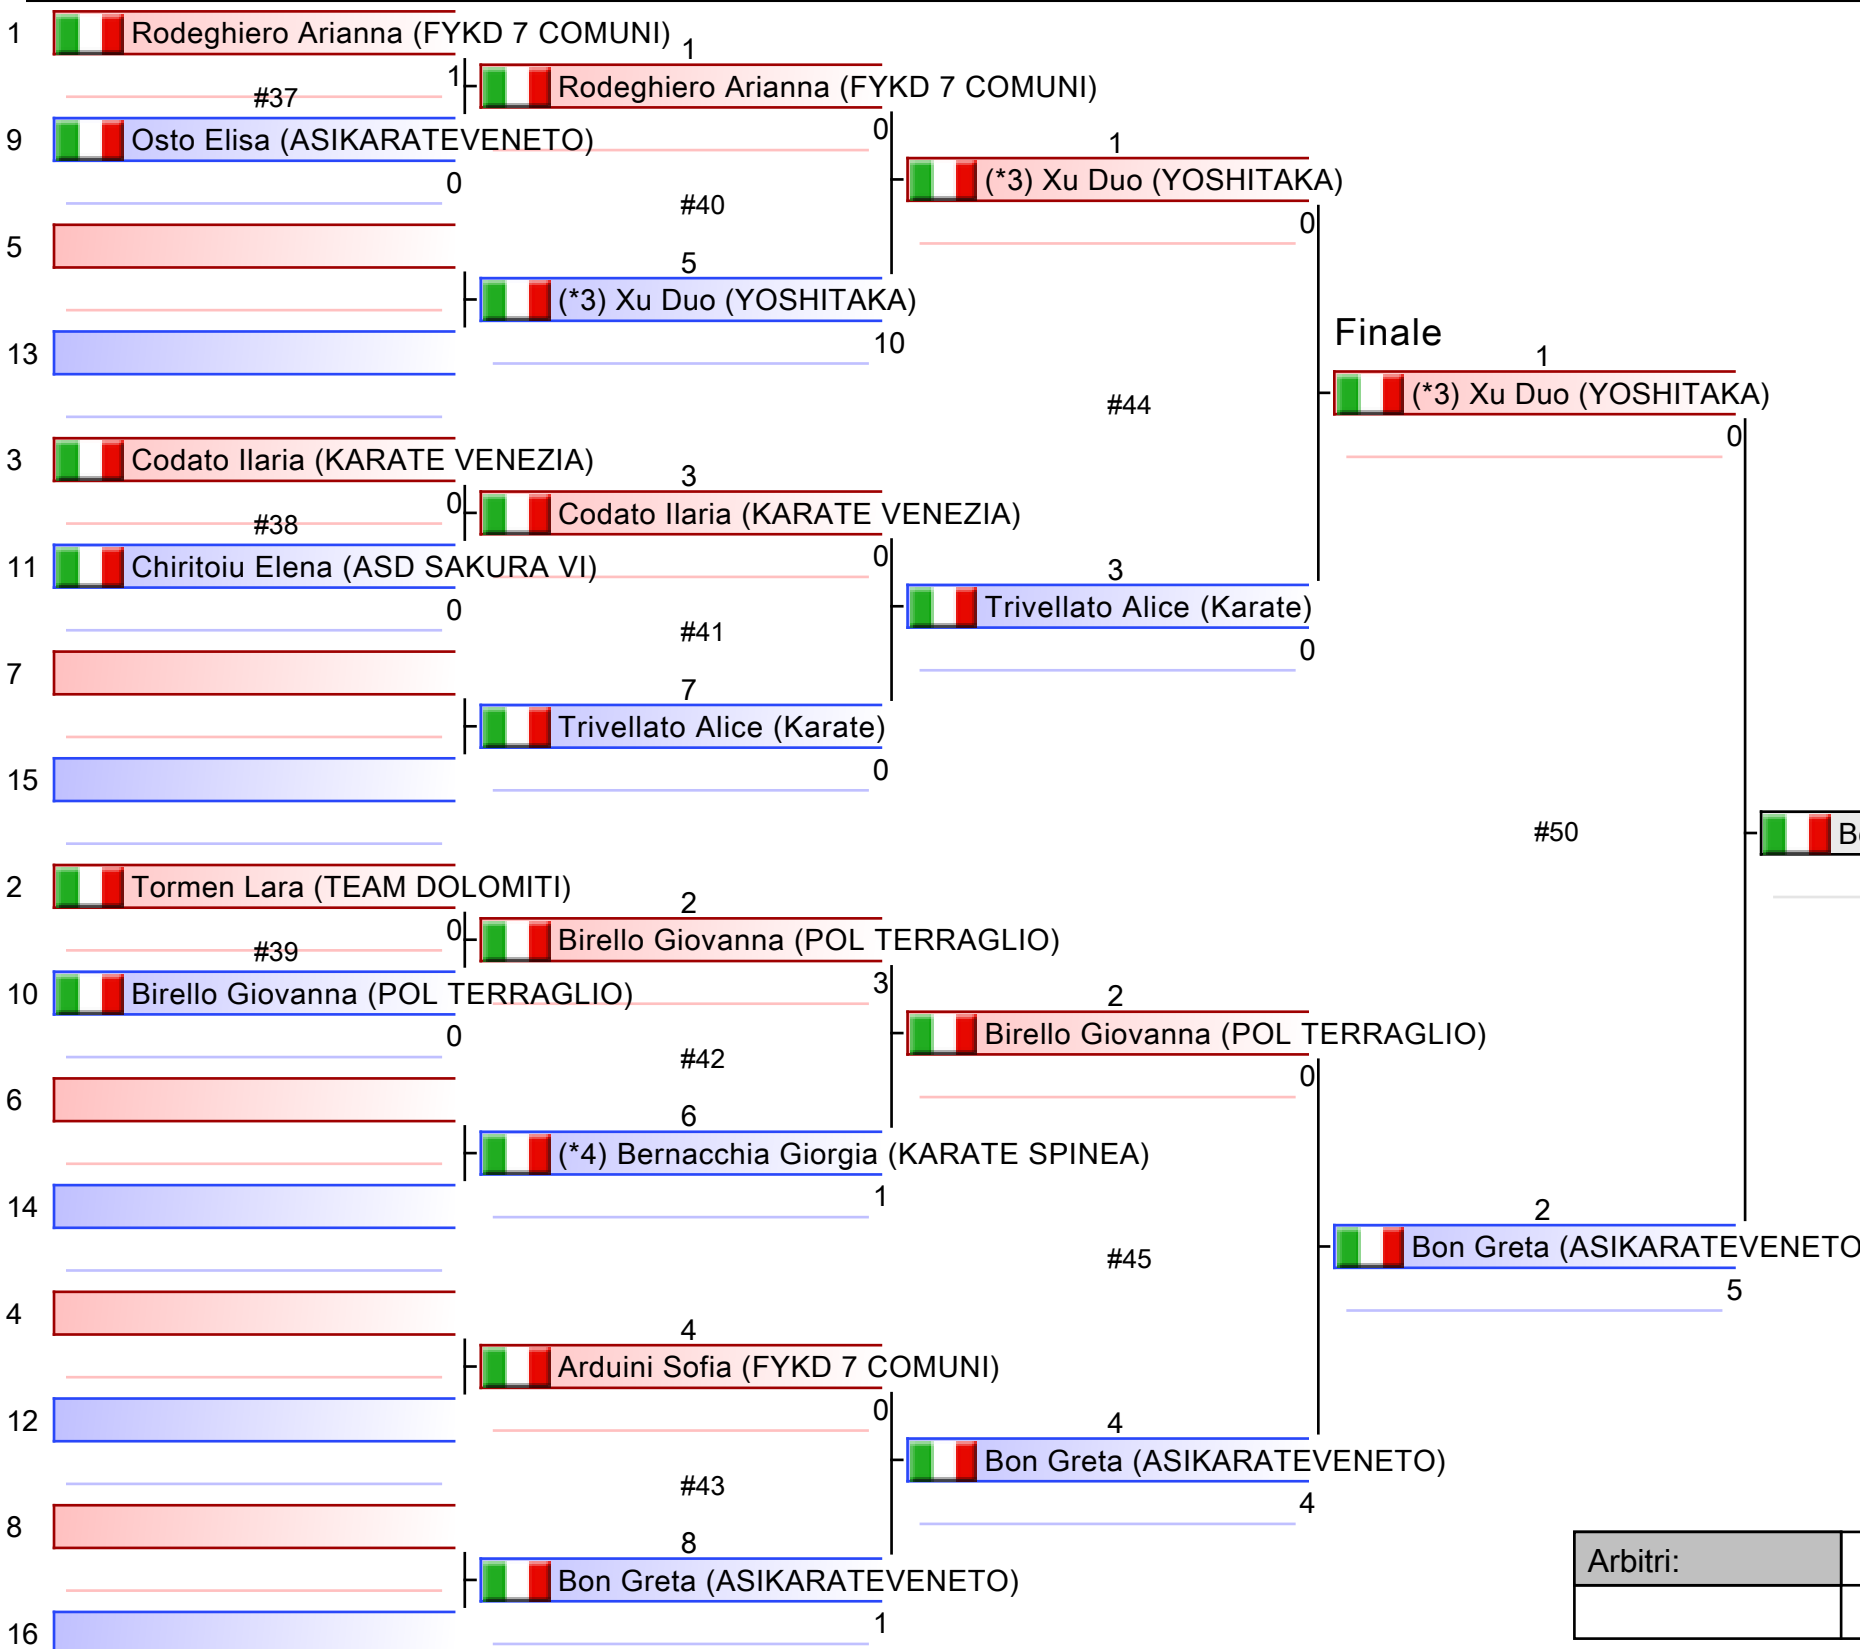 1 Rodeghiero Arianna (FYKD 7 COMUNI)
1
#37
9 Osto Elisa (ASIKARATEVENETO)
0
5
13
3 Codato Ilaria (KARATE VENEZIA)
0
#38
11 Chiritoiu Elena (ASD SAKURA VI)
0
7
15
2 Tormen Lara (TEAM DOLOMITI)
0
#39
10 Birello Giovanna (POL TERRAGLIO)
0
6
14
4
12
8
16
1
Rodeghiero Arianna (FYKD 7 COMUNI)
0
#40
5
(*3) Xu Duo (YOSHITAKA)
10
3
Codato Ilaria (KARATE VENEZIA)
0
#41
7
Trivellato Alice (Karate)
0
2
Birello Giovanna (POL TERRAGLIO)
3
#42
6
(*4) Bernacchia Giorgia (KARATE SPINEA)
1
4
Arduini Sofia (FYKD 7 COMUNI)
0
#43
8
Bon Greta (ASIKARATEVENETO)
1
1
(*3) Xu Duo (YOSHITAKA)
0
#44
3
Trivellato Alice (Karate)
0
2
Birello Giovanna (POL TERRAGLIO)
0
#45
4
Bon Greta (ASIKARATEVENETO)
4
Finale
1
(*3) Xu Duo (YOSHITAKA)
0
#50
2
Bon Greta (ASIKARATEVENETO
5
Arbitri: